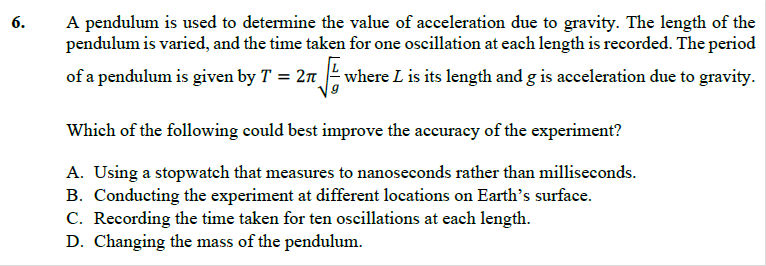 6. A pendulum is used to determine the value of acceleration due to gravity. The length of the
pendulum is varied, and the time taken for one oscillation at each length is recorded. The period
of a pendulum is given by T = 2π √(L/g) where L is its length and g is acceleration due to gravity.
Which of the following could best improve the accuracy of the experiment?
A. Using a stopwatch that measures to nanoseconds rather than milliseconds.
B. Conducting the experiment at different locations on Earth's surface.
C. Recording the time taken for ten oscillations at each length.
D. Changing the mass of the pendulum.